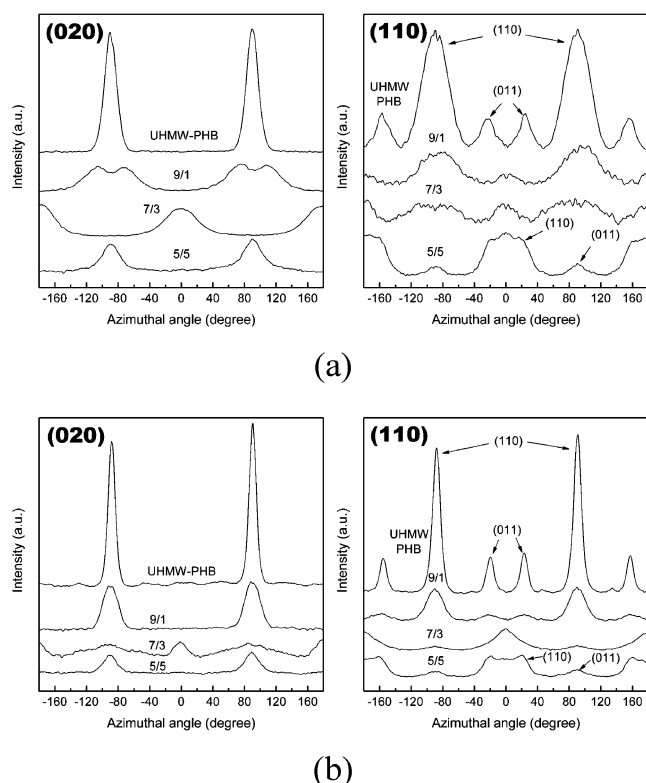 (020)
Intensity (a.u.)
UHMW-PHB
9/1
7/3
5/5
-160 -120 -80 -40 0 40 80 120 160
Azimuthal angle (degree)
(110)
Intensity (a.u.)
(110)
(011)
UHMW
PHB
9/1
7/3
(110)
(011)
5/5
-160 -120 -80 -40 0 40 80 120 160
Azimuthal angle (degree)
(a)
(020)
Intensity (a.u.)
UHMW-PHB
9/1
7/3
5/5
-160 -120 -80 -40 0 40 80 120 160
Azimuthal angle (degree)
(110)
Intensity (a.u.)
(110)
(011)
UHMW
PHB
9/1
7/3
5/5
(110)
(011)
-160 -120 -80 -40 0 40 80 120 160
Azimuthal angle (degree)
(b)